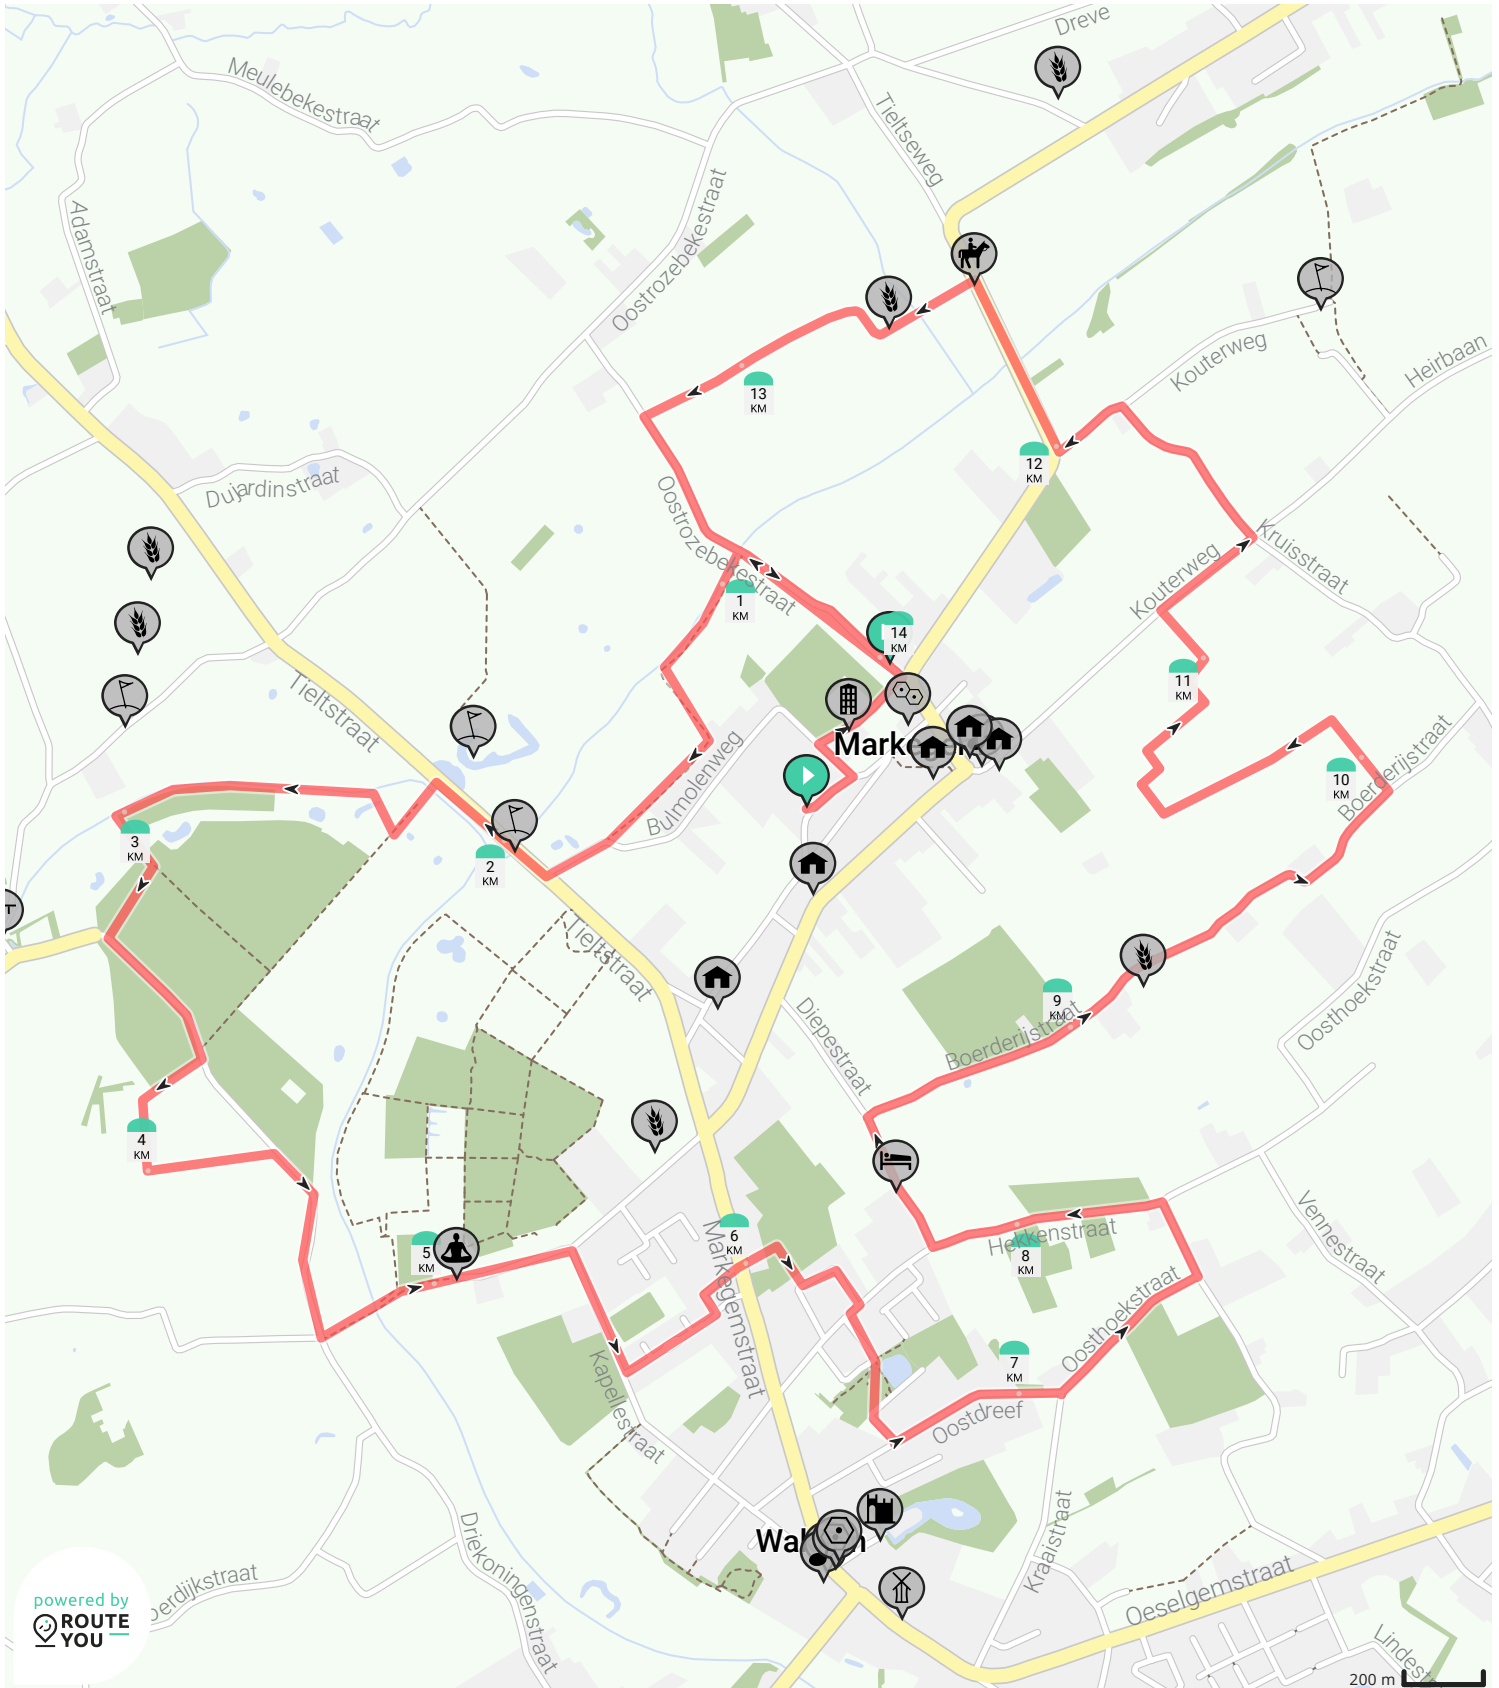 Dreve
Meulebekestraat
Tieltseweg
Adamstraat
Oostrozebekestraat
Kouterweg
Heirbaan
13
KM
12
KM
Dujardinstraat
Oostrozebekestraat
Kruisstraat
Kouterweg
1
KM
14
KM
Tieltstraat
11
KM
Bulmolenweg
10
KM
Boerderijstraat
3
KM
2
KM
Tieltstraat
Oosthoekstraat
Diepestraat
9
KM
Boerderijstraat
4
KM
5
KM
6
KM
Markegemstraat
Hekkenstraat
8
KM
Vennestraat
Oosthoekstraat
7
KM
Kapellestraat
Oostdreef
Kraaistraat
Driekoningenstraat
Oeselgemstraat
powered by
ROUTE
YOU
200 m